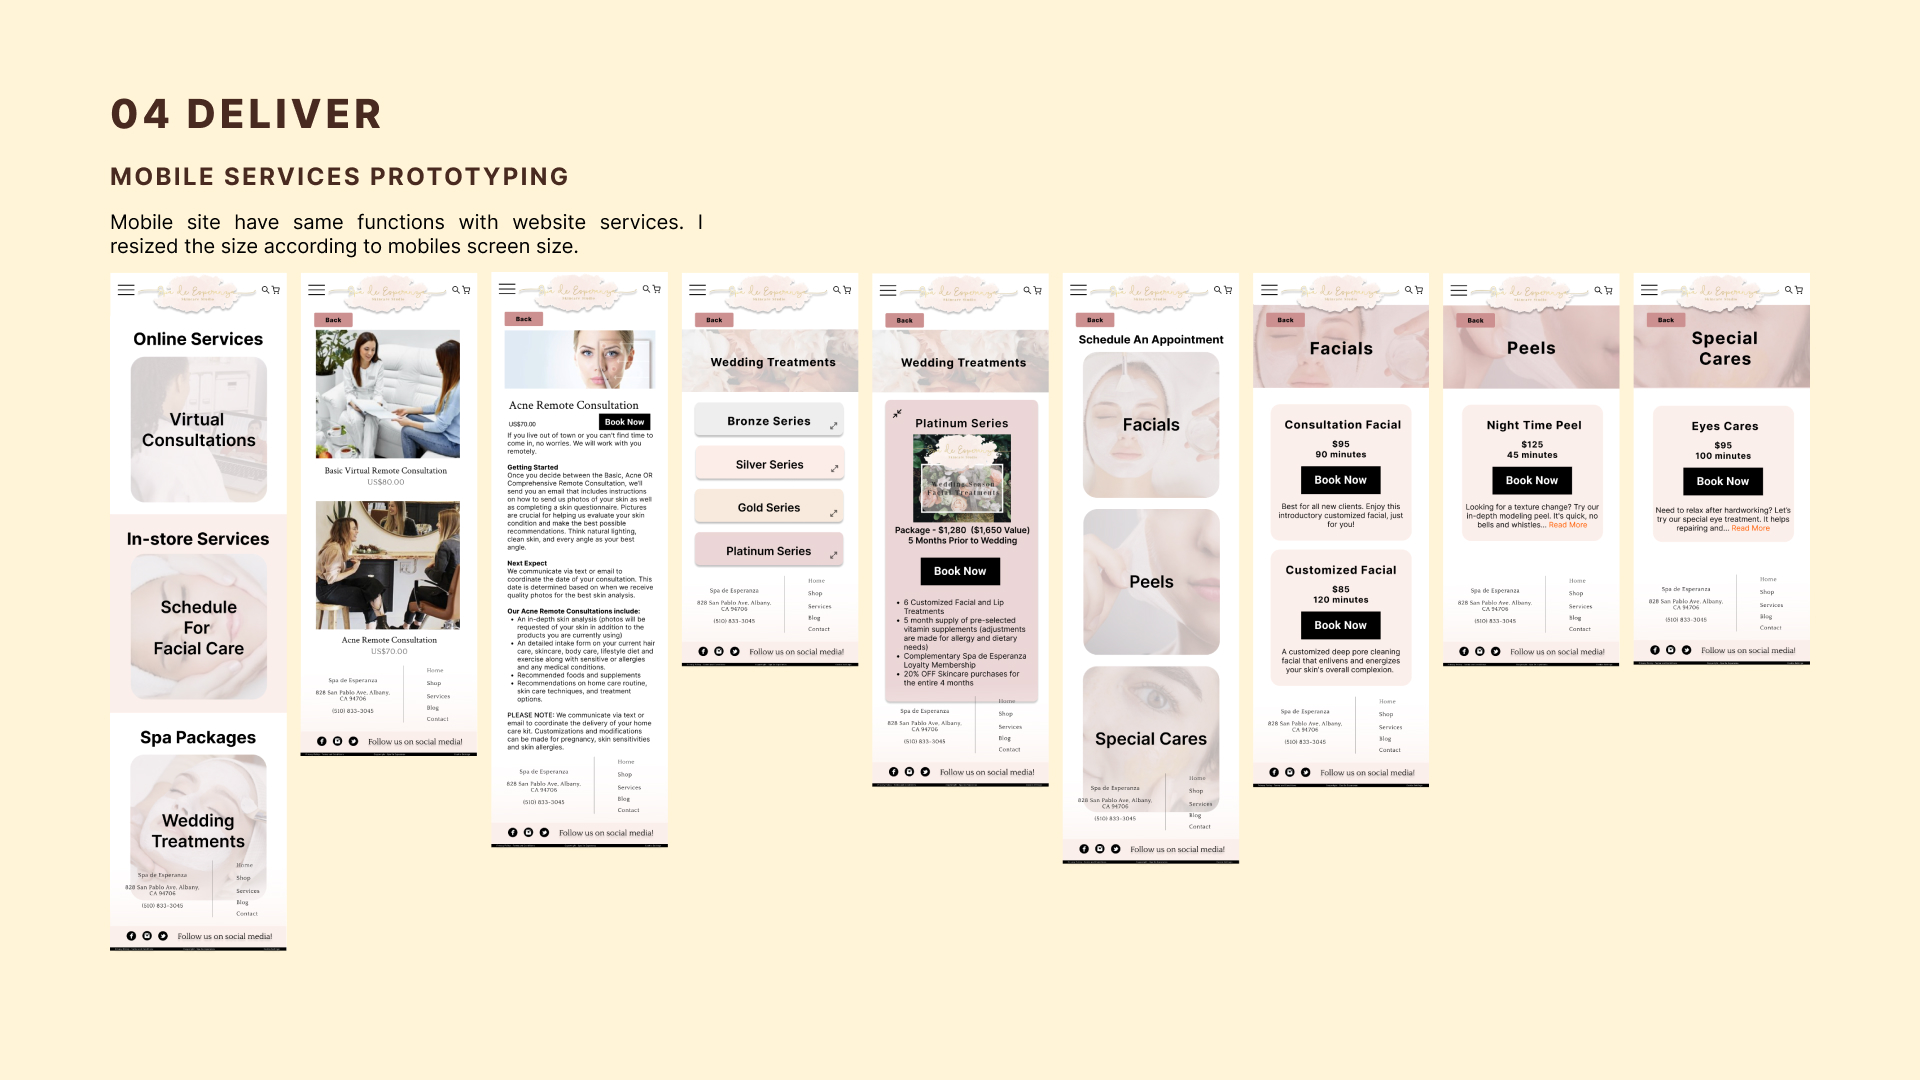 04 DELIVER
MOBILE SERVICES PROTOTYPING
Mobile site have same functions with website services. I
resized the size according to mobiles screen size.
Online Services
Virtual
Consultations
In-store Services
Schedule
For
Facial Care
Spa Packages
Wedding
Treatments
Spa de Esperanza
828 San Pablo Ave, Albany,
CA 94706
(510) 833-3045
Home
Shop
Services
Blog
Contact
Follow us on social media!
Back
Basic Virtual Remote Consultation
US$80.00
Acne Remote Consultation
US$70.00
Spa de Esperanza
828 San Pablo Ave, Albany,
CA 94706
(510) 833-3045
Home
Shop
Services
Blog
Contact
Follow us on social media!
Back
Acne Remote Consultation
US$70.00
Book Now
If you live out of town or you can't find time to
come in, no worries. We will work with you
remotely.
Getting Started
Once you decide between the Basic, Acne OR
Comprehensive Remote Consultation, we'll
send you an email that includes instructions
on how to send us photos of your skin as well
as completing a skin questionnaire. Pictures
are crucial for helping us evaluate your skin
condition and make the best possible
recommendations. Think natural lighting,
clean skin, and every angle as your best
angle.
Next Expect
We communicate via text or email to
coordinate the date of your consultation. This
date is determined based on when we receive
quality photos for the best skin analysis.
Our Acne Remote Consultations include:
• An in-depth skin analysis (photos will be
requested of your skin in addition to the
products you are currently using)
• An detailed intake form on your current hair
care, skincare, body care, lifestyle diet and
exercise along with sensitive or allergies
and any medical conditions.
• Recommended foods and supplements
• Recommendations on home care routine,
skin care techniques, and treatment
options.
PLEASE NOTE: We communicate via text or
email to coordinate the delivery of your home
care kit. Customizations and modifications
can be made for pregnancy, skin sensitivities
and skin allergies.
Spa de Esperanza
828 San Pablo Ave, Albany,
CA 94706
(510) 833-3045
Home
Shop
Services
Blog
Contact
Follow us on social media!
Back
Wedding Treatments
Bronze Series
Silver Series
Gold Series
Platinum Series
Spa de Esperanza
828 San Pablo Ave, Albany,
CA 94706
(510) 833-3045
Home
Shop
Services
Blog
Contact
Follow us on social media!
Back
Wedding Treatments
Platinum Series
Wedding Season
Facial Treatments
Package - $1,280 ($1,650 Value)
5 Months Prior to Wedding
Book Now
• 6 Customized Facial and Lip
Treatments
• 5 month supply of pre-selected
vitamin supplements (adjustments
are made for allergy and dietary
needs)
• Complementary Spa de Esperanza
Loyalty Membership
• 20% OFF Skincare purchases for
the entire 4 months
Spa de Esperanza
828 San Pablo Ave, Albany,
CA 94706
(510) 833-3045
Home
Shop
Services
Blog
Contact
Follow us on social media!
Back
Schedule An Appointment
Facials
Peels
Special Cares
Spa de Esperanza
828 San Pablo Ave, Albany,
CA 94706
(510) 833-3045
Home
Shop
Services
Blog
Contact
Follow us on social media!
Back
Facials
Consultation Facial
$95
90 minutes
Book Now
Best for all new clients. Enjoy this
introductory customized facial, just
for you!
Customized Facial
$85
120 minutes
Book Now
A customized deep pore cleaning
facial that enlivens and energizes
your skin's overall complexion.
Spa de Esperanza
828 San Pablo Ave, Albany,
CA 94706
(510) 833-3045
Home
Shop
Services
Blog
Contact
Follow us on social media!
Back
Peels
Night Time Peel
$125
45 minutes
Book Now
Looking for a texture change? Try our
in-depth modeling peel. It's quick, no
bells and whistles... Read More
Spa de Esperanza
828 San Pablo Ave, Albany,
CA 94706
(510) 833-3045
Home
Shop
Services
Blog
Contact
Follow us on social media!
Back
Special
Cares
Eyes Cares
$95
100 minutes
Book Now
Need to relax after hardworking? Let's
try our special eye treatment. It helps
repairing and... Read More
Spa de Esperanza
828 San Pablo Ave, Albany,
CA 94706
(510) 833-3045
Home
Shop
Services
Blog
Contact
Follow us on social media!